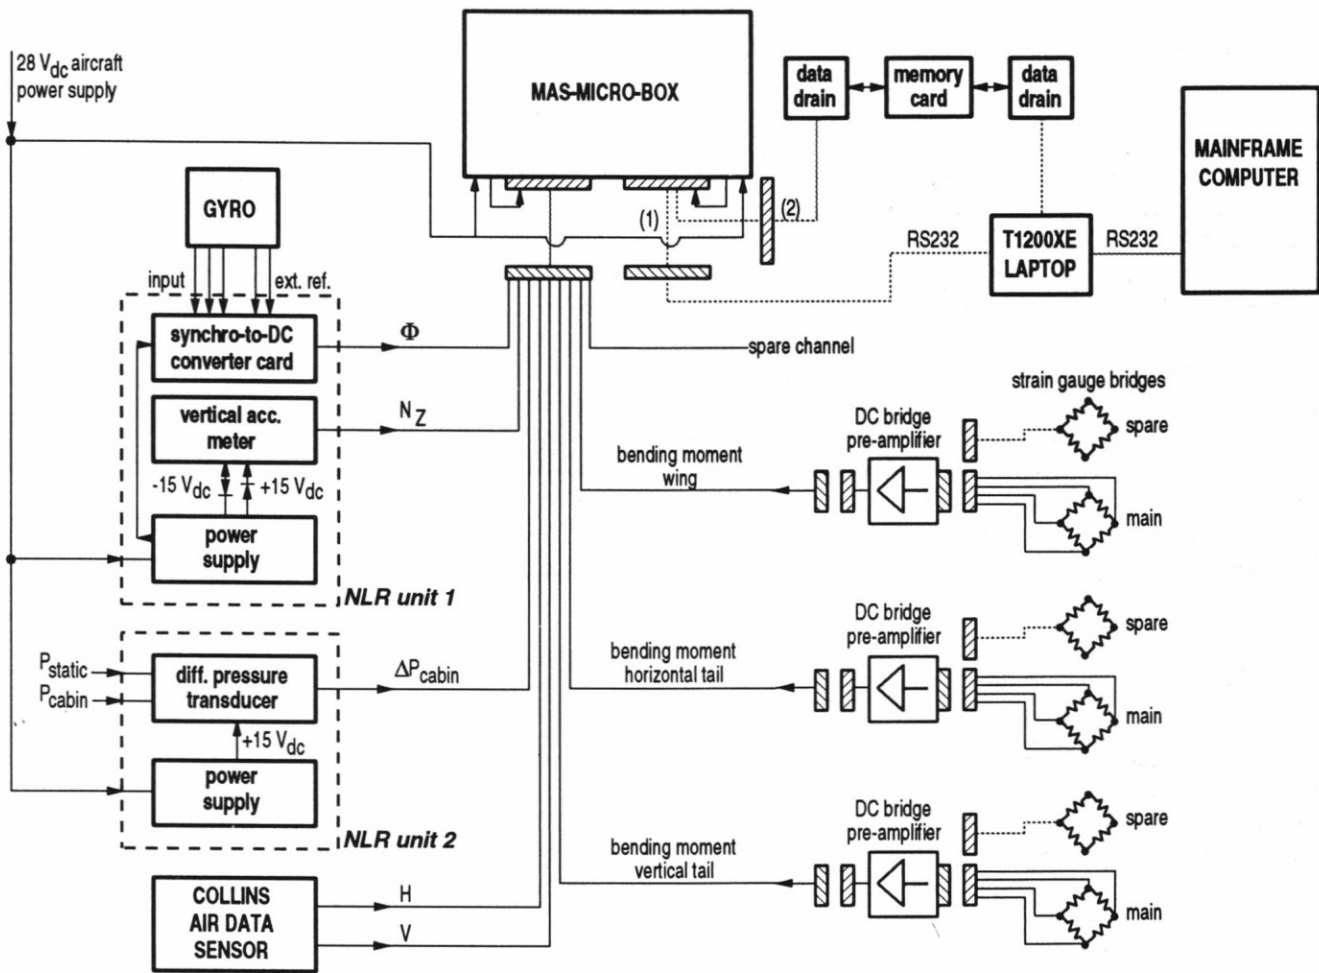 28 Vdc aircraft
power supply
MAS-MICRO-BOX
data
drain
memory
card
data
drain
MAINFRAME
COMPUTER
GYRO
(1)
(2)
RS232
T1200XE
LAPTOP
RS232
input
ext. ref.
synchro-to-DC
converter card
Φ
spare channel
vertical acc.
meter
NZ
-15 Vdc
+15 Vdc
power
supply
NLR unit 1
strain gauge bridges
DC bridge
pre-amplifier
spare
bending moment
wing
main
Pstatic
Pcabin
diff. pressure
transducer
ΔPcabin
+15 Vdc
power
supply
NLR unit 2
DC bridge
pre-amplifier
spare
bending moment
horizontal tail
main
DC bridge
pre-amplifier
spare
bending moment
vertical tail
main
COLLINS
AIR DATA
SENSOR
H
V